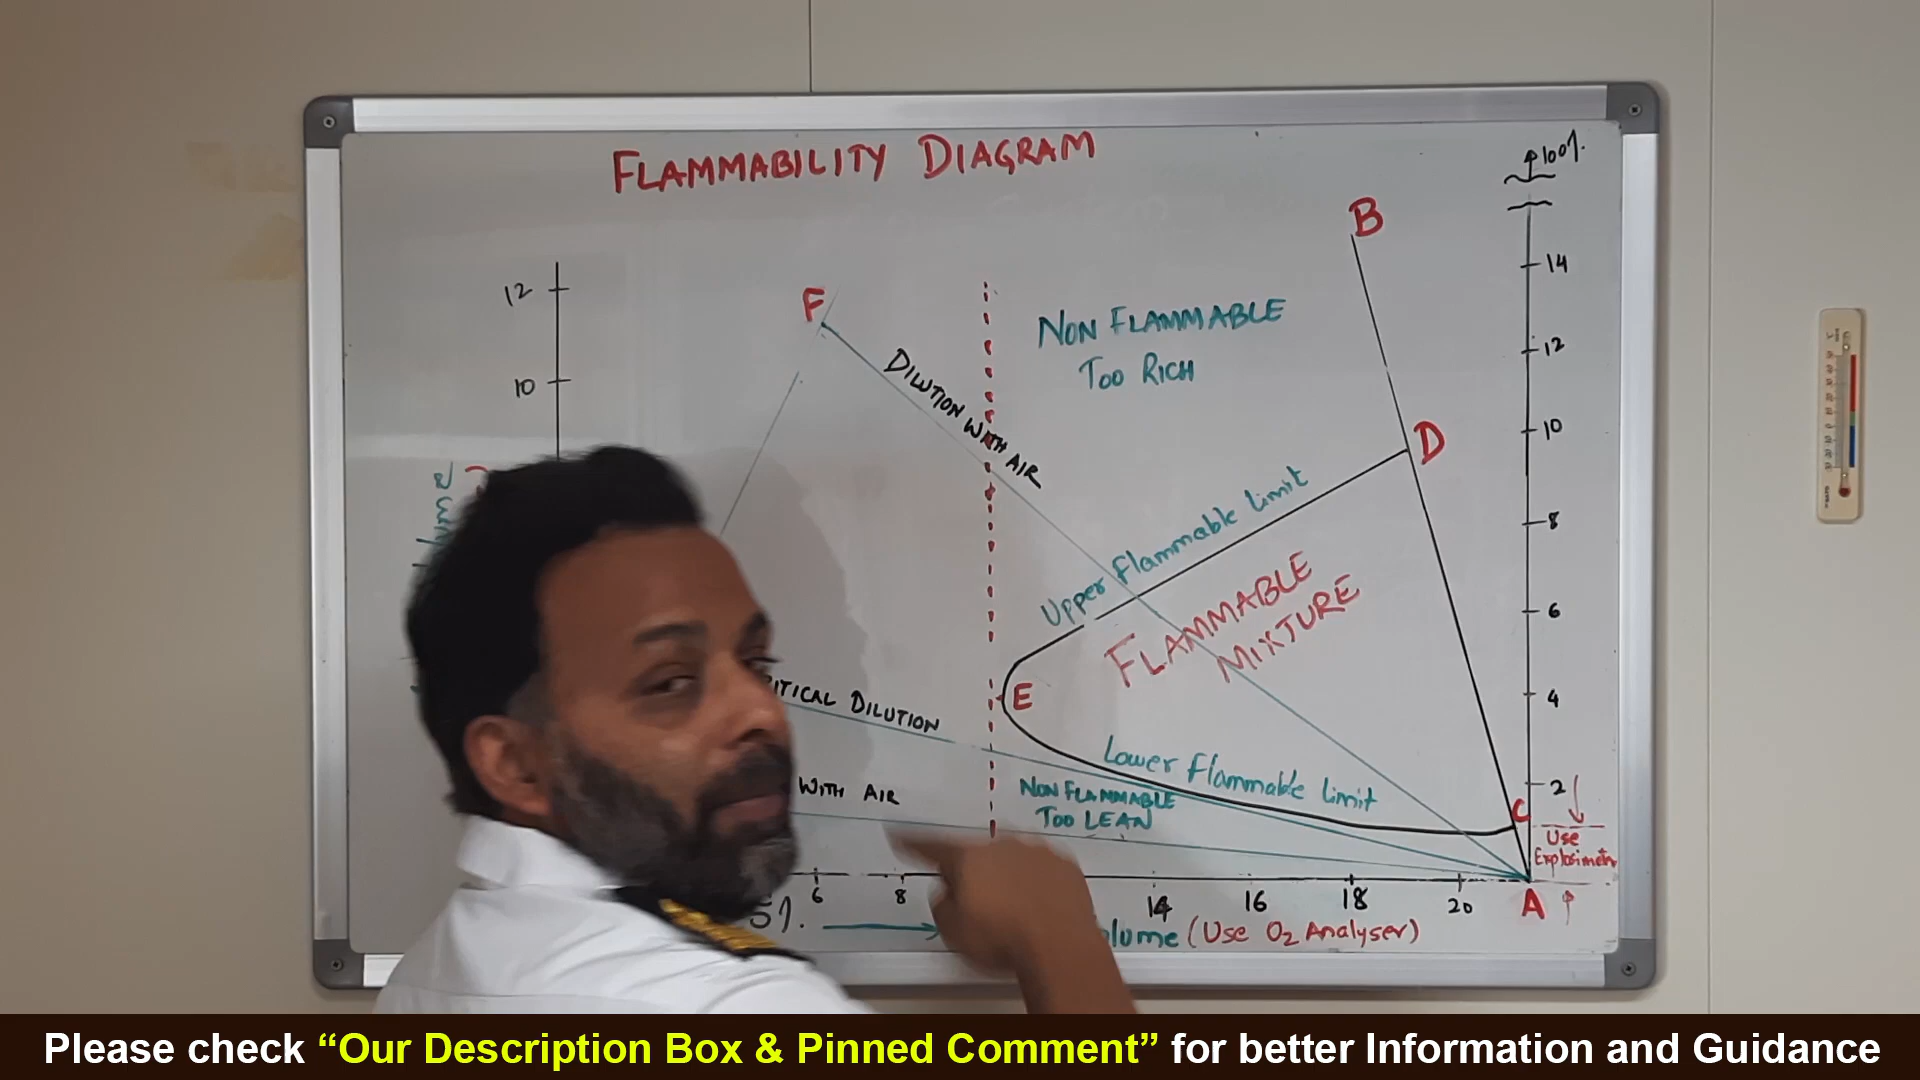 FLAMMABILITY DIAGRAM
↑ 100%.
B
14
12
F
NON FLAMMABLE
TOO RICH
12
DILUTION WITH AIR
10
10
D
8
Upper Flammable Limit
FLAMMABLE
MIXTURE
6
E
4
ITICAL DILUTION
Lower Flammable Limit
2
NON FLAMMABLE
TOO LEAN
WITH AIR
C
Use
Explosimeter
6
8
14
16
18
20
A
5%.
olume (Use O2 Analyser)
Please check “Our Description Box & Pinned Comment” for better Information and Guidance